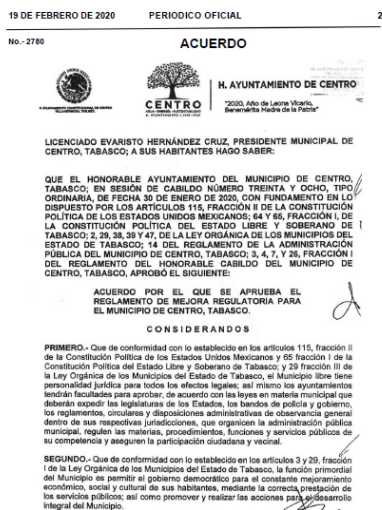 19 DE FEBRERO DE 2020 PERIODICO OFICIAL 2
No.- 2780 ACUERDO
H. AYUNTAMIENTO DE CENTRO
CENTRO
"2020, Año de Leona Vicario,
Benemérita Madre de la Patria"
LICENCIADO EVARISTO HERNÁNDEZ CRUZ, PRESIDENTE MUNICIPAL DE
CENTRO, TABASCO; A SUS HABITANTES HAGO SABER:
QUE EL HONORABLE AYUNTAMIENTO DEL MUNICIPIO DE CENTRO,
TABASCO; EN SESIÓN DE CABILDO NÚMERO TREINTA Y OCHO, TIPO
ORDINARIA, DE FECHA 30 DE ENERO DE 2020, CON FUNDAMENTO EN LO
DISPUESTO POR LOS ARTÍCULOS 115, FRACCIÓN II DE LA CONSTITUCIÓN
POLÍTICA DE LOS ESTADOS UNIDOS MEXICANOS; 64 Y 65, FRACCIÓN I, DE
LA CONSTITUCIÓN POLÍTICA DEL ESTADO LIBRE Y SOBERANO DE
TABASCO; 2, 29, 38, 39 Y 47, DE LA LEY ORGÁNICA DE LOS MUNICIPIOS DEL
ESTADO DE TABASCO; 14 DEL REGLAMENTO DE LA ADMINISTRACIÓN
PÚBLICA DEL MUNICIPIO DE CENTRO, TABASCO; 3, 4, 7, Y 26, FRACCIÓN I
DEL REGLAMENTO DEL HONORABLE CABILDO DEL MUNICIPIO DE
CENTRO, TABASCO, APROBÓ EL SIGUIENTE:
ACUERDO POR EL QUE SE APRUEBA EL
REGLAMENTO DE MEJORA REGULATORIA PARA
EL MUNICIPIO DE CENTRO, TABASCO.
CONSIDERANDOS
PRIMERO.- Que de conformidad con lo establecido en los artículos 115, fracción II
de la Constitución Política de los Estados Unidos Mexicanos y 65 fracción I de la
Constitución Política del Estado Libre y Soberano de Tabasco; y 29 fracción III de
la Ley Orgánica de los Municipios del Estado de Tabasco, el Municipio libre tiene
personalidad jurídica para todos los efectos legales; así mismo los ayuntamientos
tendrán facultades para aprobar, de acuerdo con las leyes en materia municipal que
deberán expedir las legislaturas de los Estados, los bandos de policía y gobierno,
los reglamentos, circulares y disposiciones administrativas de observancia general
dentro de sus respectivas jurisdicciones, que organicen la administración pública
municipal, regulen las materias, procedimientos, funciones y servicios públicos de
su competencia y aseguren la participación ciudadana y vecinal.
SEGUNDO.- Que de conformidad con lo establecido en los artículos 3 y 29, fracción
I de la Ley Orgánica de los Municipios del Estado de Tabasco, la función primordial
del Municipio es permitir el gobierno democrático para el constante mejoramiento
económico, social y cultural de sus habitantes, mediante la correcta prestación de
los servicios públicos; así como promover y realizar las acciones para el desarrollo
integral del Municipio.